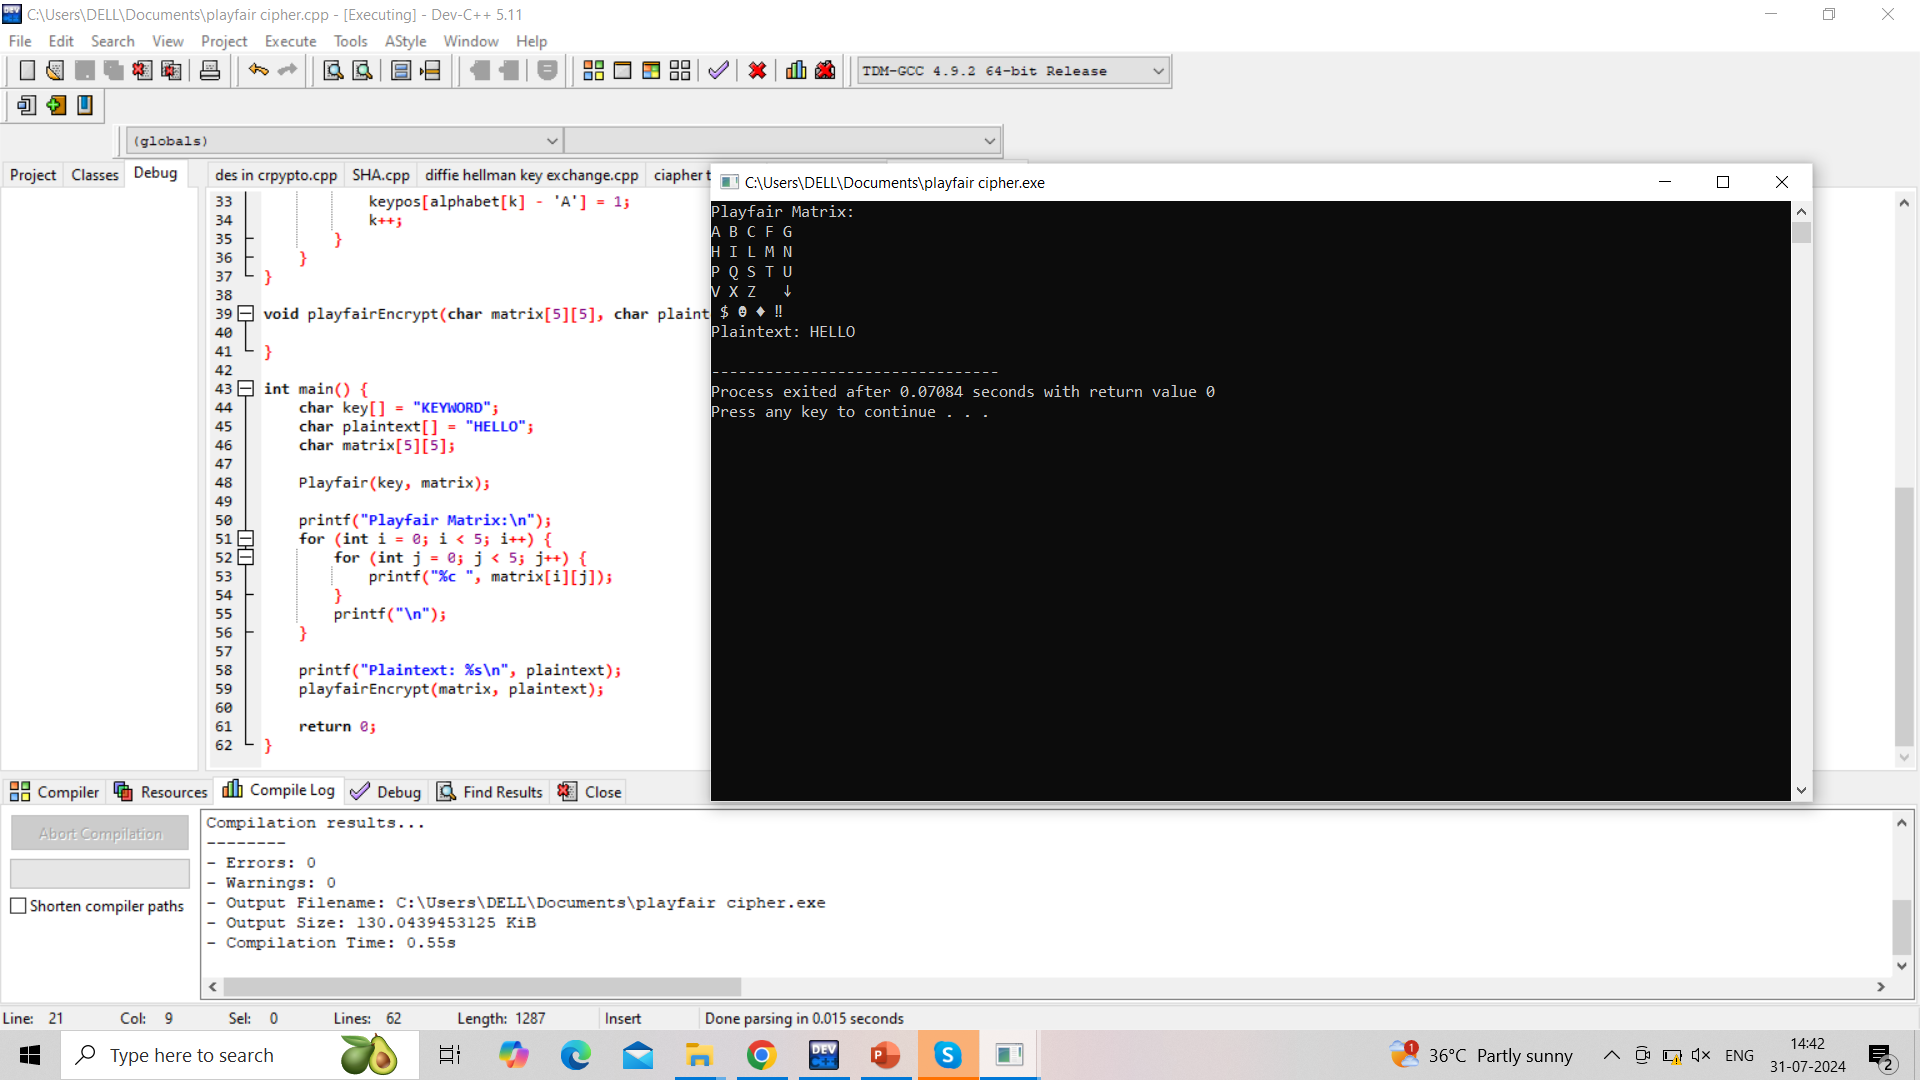 C:\Users\DELL\Documents\playfair cipher.cpp - [Executing] - Dev-C++ 5.11
File Edit Search View Project Execute Tools AStyle Window Help
TDM-GCC 4.9.2 64-bit Release
(globals)
Project Classes Debug
des in crpypto.cpp SHA.cpp diffie hellman key exchange.cpp ciapher t
33 keypos[alphabet[k] - 'A'] = 1;
34 k++;
35 }
36 }
37 }
38
39 void playfairEncrypt(char matrix[5][5], char plaint
40
41 }
42
43 int main() {
44 char key[] = "KEYWORD";
45 char plaintext[] = "HELLO";
46 char matrix[5][5];
47
48 Playfair(key, matrix);
49
50 printf("Playfair Matrix:\n");
51 for (int i = 0; i < 5; i++) {
52 for (int j = 0; j < 5; j++) {
53 printf("%c ", matrix[i][j]);
54 }
55 printf("\n");
56 }
57
58 printf("Plaintext: %s\n", plaintext);
59 playfairEncrypt(matrix, plaintext);
60
61 return 0;
62 }
C:\Users\DELL\Documents\playfair cipher.exe
Playfair Matrix:
A B C F G
H I L M N
P Q S T U
V X Z   ↓
$ ☻ ♦ ‼
Plaintext: HELLO
--------------------------------
Process exited after 0.07084 seconds with return value 0
Press any key to continue . . .
Compiler Resources Compile Log Debug Find Results Close
Abort Compilation
Shorten compiler paths
Compilation results...
--------
- Errors: 0
- Warnings: 0
- Output Filename: C:\Users\DELL\Documents\playfair cipher.exe
- Output Size: 130.0439453125 KiB
- Compilation Time: 0.55s
Line: 21 Col: 9 Sel: 0 Lines: 62 Length: 1287 Insert Done parsing in 0.015 seconds
Type here to search
DEV C++
1
36°C Partly sunny
ENG
14:42
31-07-2024
2